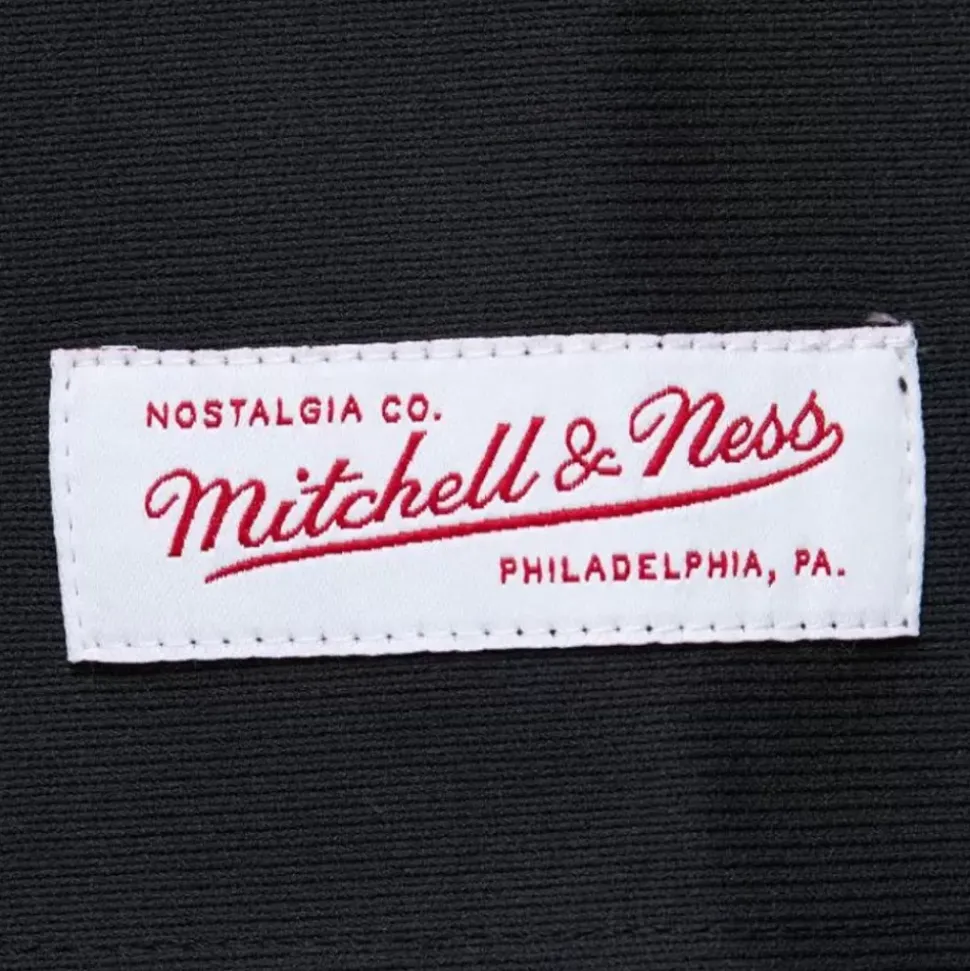 NOSTALGIA CO.
Mitchell & Ness
PHILADELPHIA, PA.